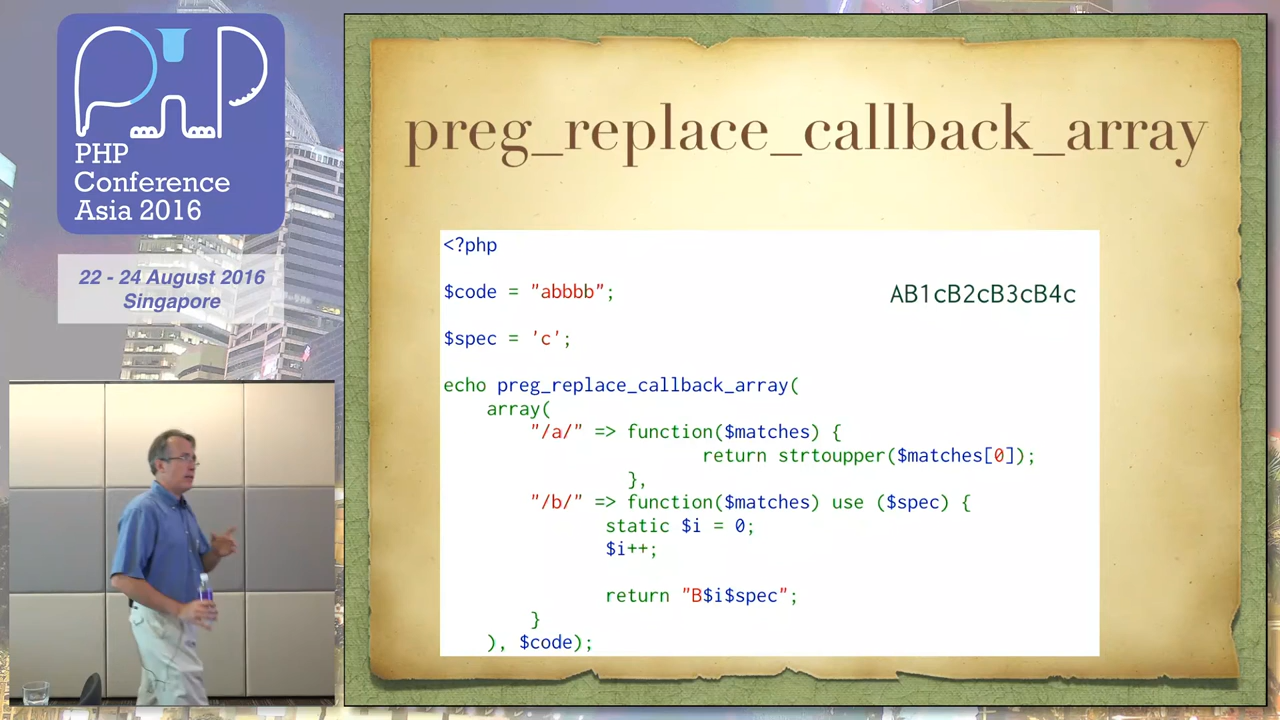 PHP
PHP
Conference
Asia 2016
22 - 24 August 2016
Singapore
preg_replace_callback_array
<?php
$code = "abbbb";
AB1cB2cB3cB4c
$spec = 'c';
echo preg_replace_callback_array(
array(
"/a/" => function($matches) {
return strtoupper($matches[0]);
},
"/b/" => function($matches) use ($spec) {
static $i = 0;
$i++;
return "B$i$spec";
}
), $code);